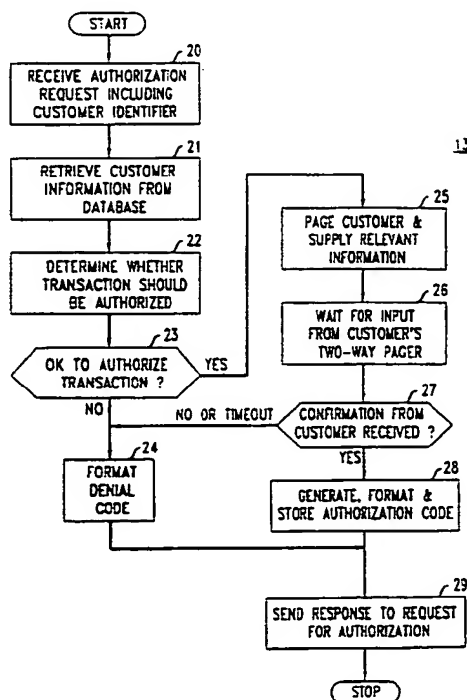 START
20
RECEIVE AUTHORIZATION
REQUEST INCLUDING
CUSTOMER IDENTIFIER
21
RETRIEVE CUSTOMER
INFORMATION FROM
DATABASE
22
DETERMINE WHETHER
TRANSACTION SHOULD
BE AUTHORIZED
23
OK TO AUTHORIZE
TRANSACTION ?
YES
NO
24
FORMAT
DENIAL
CODE
13
25
PAGE CUSTOMER &
SUPPLY RELEVANT
INFORMATION
26
WAIT FOR INPUT
FROM CUSTOMER'S
TWO-WAY PAGER
27
CONFIRMATION FROM
CUSTOMER RECEIVED ?
NO OR TIMEOUT
YES
28
GENERATE, FORMAT &
STORE AUTHORIZATION CODE
29
SEND RESPONSE TO REQUEST
FOR AUTHORIZATION
STOP